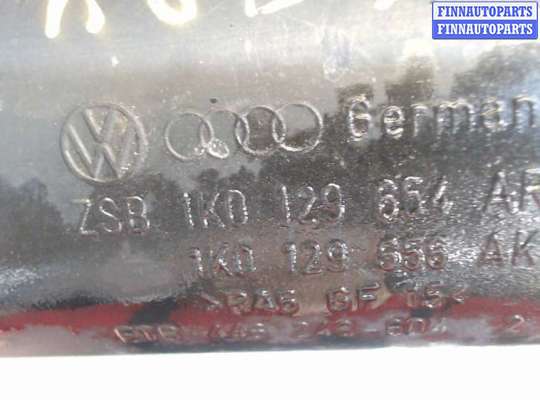 FINNAUTOPARTS
FINNAUTOPARTS
German
ZSB 1K0 129 654 AR
1K0 129 656 AK
>PA6 GF 15<